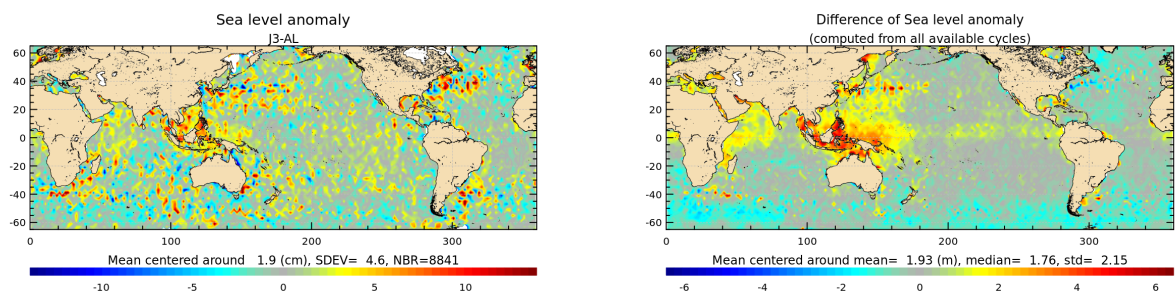 Sea level anomaly
J3-AL
60
40
20
0
-20
-40
-60
0 100 200 300
Mean centered around 1.9 (cm), SDEV= 4.6, NBR=8841
-10 -5 0 5 10
Difference of Sea level anomaly
(computed from all available cycles)
60
40
20
0
-20
-40
-60
0 100 200 300
Mean centered around mean= 1.93 (m), median= 1.76, std= 2.15
-6 -4 -2 0 2 4 6